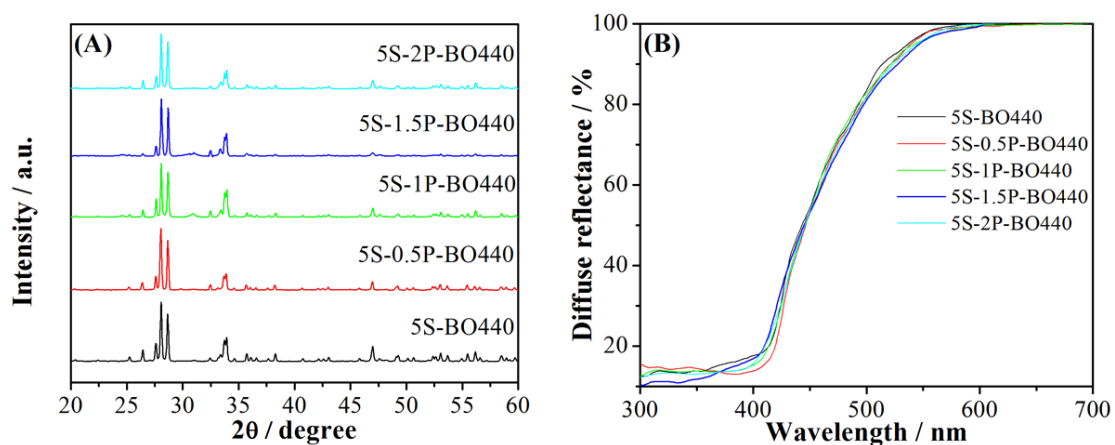 (A)
5S-2P-BO440
5S-1.5P-BO440
5S-1P-BO440
5S-0.5P-BO440
5S-BO440
Intensity / a.u.
20 25 30 35 40 45 50 55 60
2θ / degree
(B)
100
80
60
40
20
Diffuse reflectance / %
5S-BO440
5S-0.5P-BO440
5S-1P-BO440
5S-1.5P-BO440
5S-2P-BO440
300 400 500 600 700
Wavelength / nm